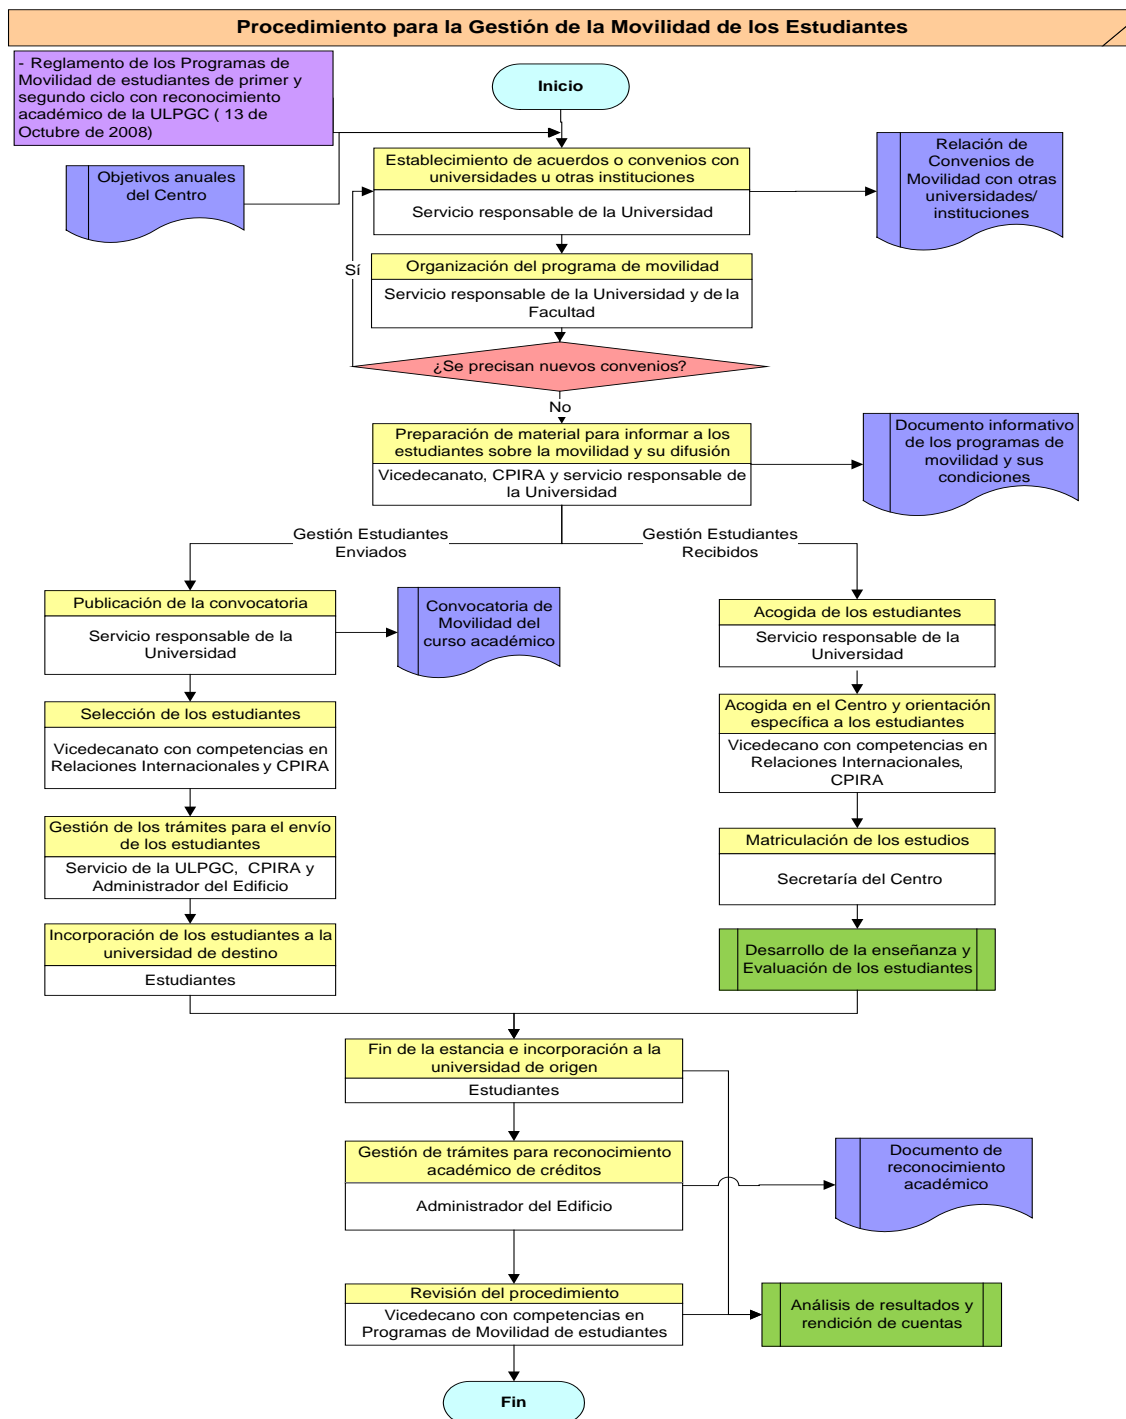 Procedimiento para la Gestión de la Movilidad de los Estudiantes
- Reglamento de los Programas de
Movilidad de estudiantes de primer y
segundo ciclo con reconocimiento
académico de la ULPGC ( 13 de
Octubre de 2008)
Inicio
Objetivos anuales
del Centro
Establecimiento de acuerdos o convenios con
universidades u otras instituciones
Servicio responsable de la Universidad
Relación de
Convenios de
Movilidad con otras
universidades/
instituciones
Sí
Organización del programa de movilidad
Servicio responsable de la Universidad y de la
Facultad
¿Se precisan nuevos convenios?
No
Preparación de material para informar a los
estudiantes sobre la movilidad y su difusión
Vicedecanato, CPIRA y servicio responsable de
la Universidad
Documento informativo
de los programas de
movilidad y sus
condiciones
Gestión Estudiantes
Enviados
Gestión Estudiantes
Recibidos
Publicación de la convocatoria
Servicio responsable de la
Universidad
Convocatoria de
Movilidad del
curso académico
Selección de los estudiantes
Vicedecanato con competencias en
Relaciones Internacionales y CPIRA
Gestión de los trámites para el envío
de los estudiantes
Servicio de la ULPGC, CPIRA y
Administrador del Edificio
Incorporación de los estudiantes a la
universidad de destino
Estudiantes
Acogida de los estudiantes
Servicio responsable de la
Universidad
Acogida en el Centro y orientación
específica a los estudiantes
Vicedecano con competencias en
Relaciones Internacionales,
CPIRA
Matriculación de los estudios
Secretaría del Centro
Desarrollo de la enseñanza y
Evaluación de los estudiantes
Fin de la estancia e incorporación a la
universidad de origen
Estudiantes
Gestión de trámites para reconocimiento
académico de créditos
Administrador del Edificio
Documento de
reconocimiento
académico
Revisión del procedimiento
Vicedecano con competencias en
Programas de Movilidad de estudiantes
Análisis de resultados y
rendición de cuentas
Fin